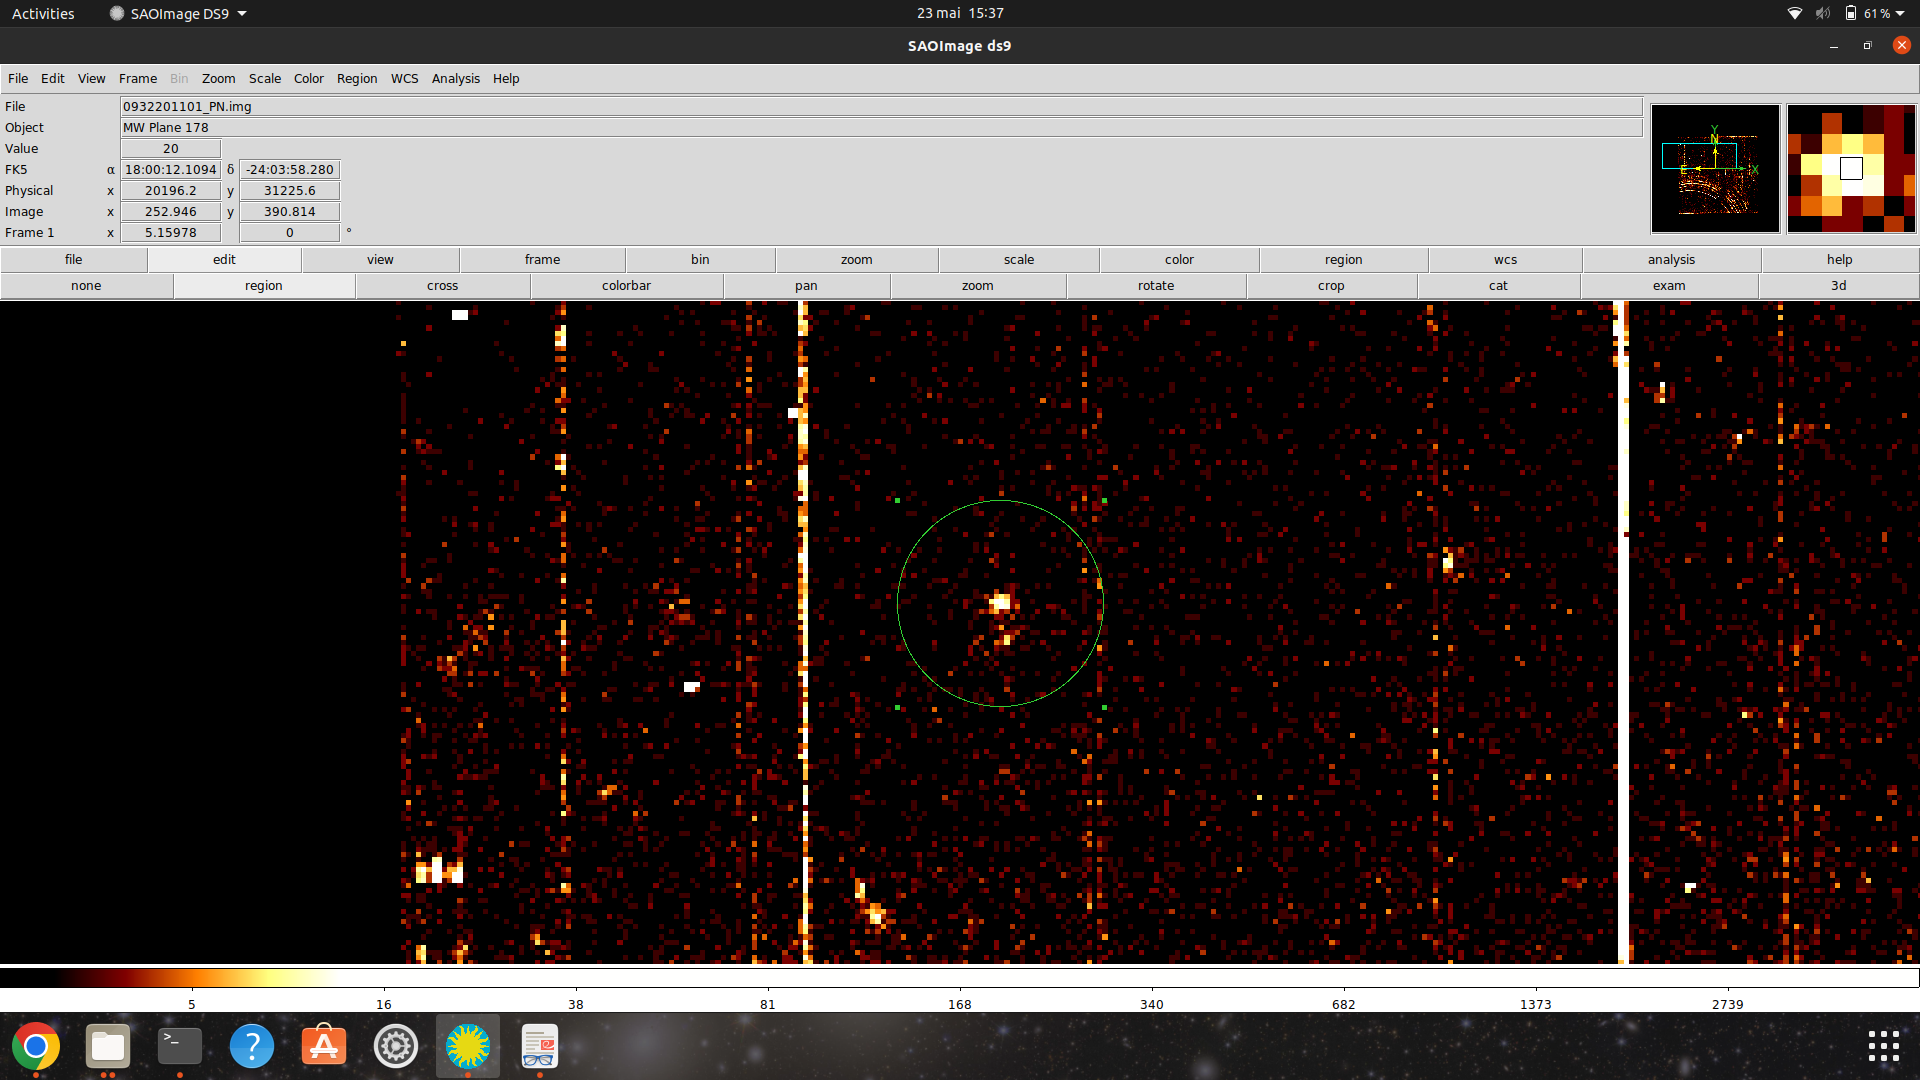 Activities SAOImage DS9 23 mai 15:37 61 %
SAOImage ds9
File Edit View Frame Bin Zoom Scale Color Region WCS Analysis Help
File 0932201101_PN.img
Object MW Plane 178
Value 20
FK5 α 18:00:12.1094 δ -24:03:58.280
Physical x 20196.2 y 31225.6
Image x 252.946 y 390.814
Frame 1 x 5.15978 0 °
Y
N
E
X
file edit view frame bin zoom scale color region wcs analysis help
none region cross colorbar pan zoom rotate crop cat exam 3d
5 16 38 81 168 340 682 1373 2739
>_ ?